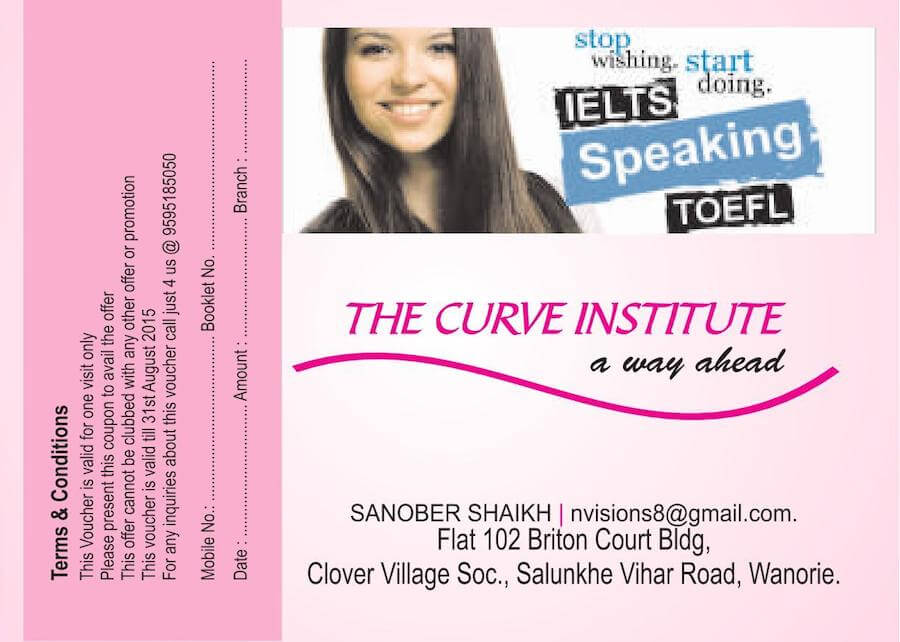 Terms & Conditions
This Voucher is valid for one visit only
Please present this coupon to avail the offer
This offer cannot be clubbed with any other offer or promotion
This voucher is valid till 31st August 2015
For any inquiries about this voucher call just 4 us @ 9595185050
Mobile No.: .................................. Booklet No. ..................................................
Date : .......................... Amount : .......................... Branch : ....................
stop
wishing. start
doing.
IELTS
Speaking
TOEFL
THE CURVE INSTITUTE
a way ahead
SANOBER SHAIKH | nvisions8@gmail.com.
Flat 102 Briton Court Bldg,
Clover Village Soc., Salunkhe Vihar Road, Wanorie.